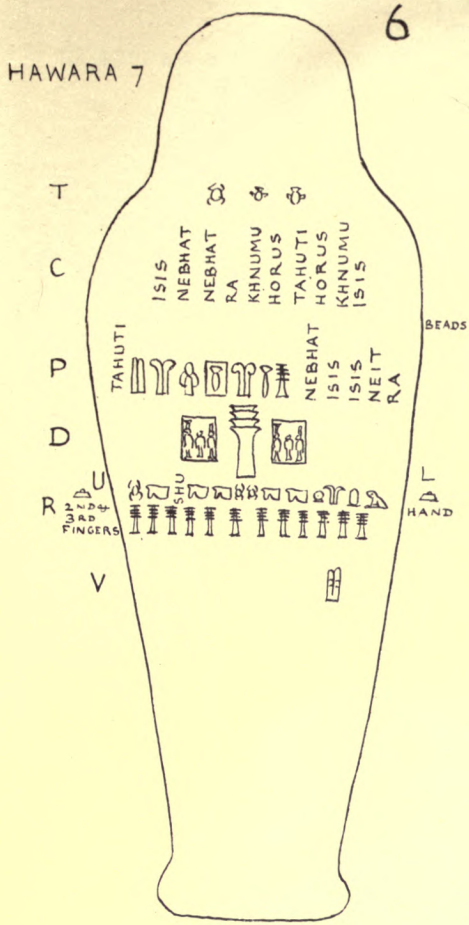 6
HAWARA 7
T
C
ISIS
NEBHAT
NEBHAT
RA
KHNUMU
HORUS
TAHUTI
HORUS
KHNUMU
ISIS
BEADS
P
TAHUTI
NEBHAT
ISIS
ISIS
NEIT
RA
D
U
SHU
L
R
2ND &
3RD
FINGERS
HAND
V